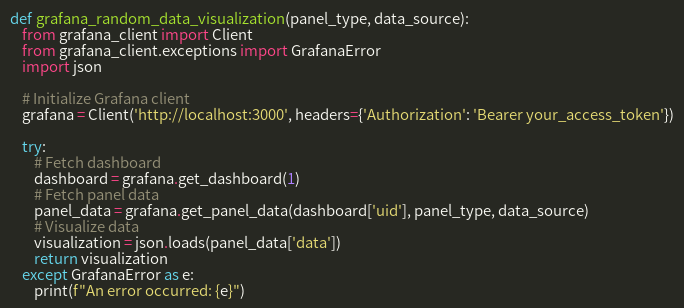 def grafana_random_data_visualization(panel_type, data_source):
    from grafana_client import Client
    from grafana_client.exceptions import GrafanaError
    import json

    # Initialize Grafana client
    grafana = Client('http://localhost:3000', headers={'Authorization': 'Bearer your_access_token'})

    try:
        # Fetch dashboard
        dashboard = grafana.get_dashboard(1)
        # Fetch panel data
        panel_data = grafana.get_panel_data(dashboard['uid'], panel_type, data_source)
        # Visualize data
        visualization = json.loads(panel_data['data'])
        return visualization
    except GrafanaError as e:
        print(f"An error occurred: {e}")